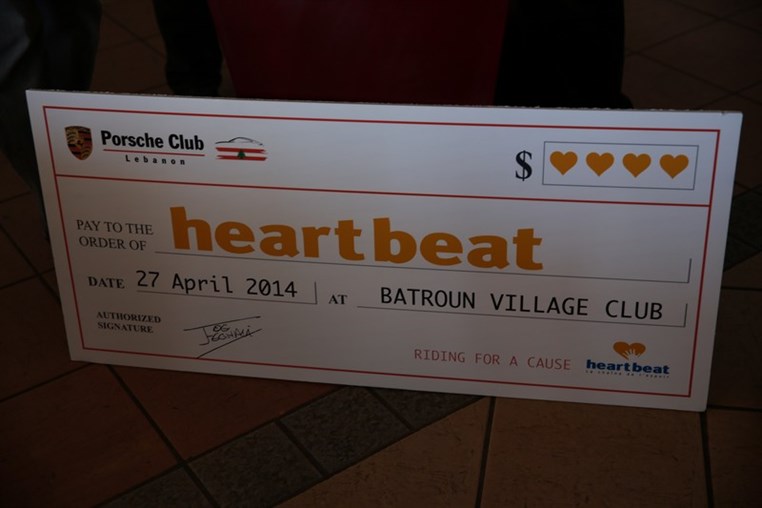 Porsche Club
Lebanon
$
PAY TO THE
ORDER OF heartbeat
DATE 27 April 2014 AT BATROUN VILLAGE CLUB
AUTHORIZED
SIGNATURE
RIDING FOR A CAUSE
heartbeat